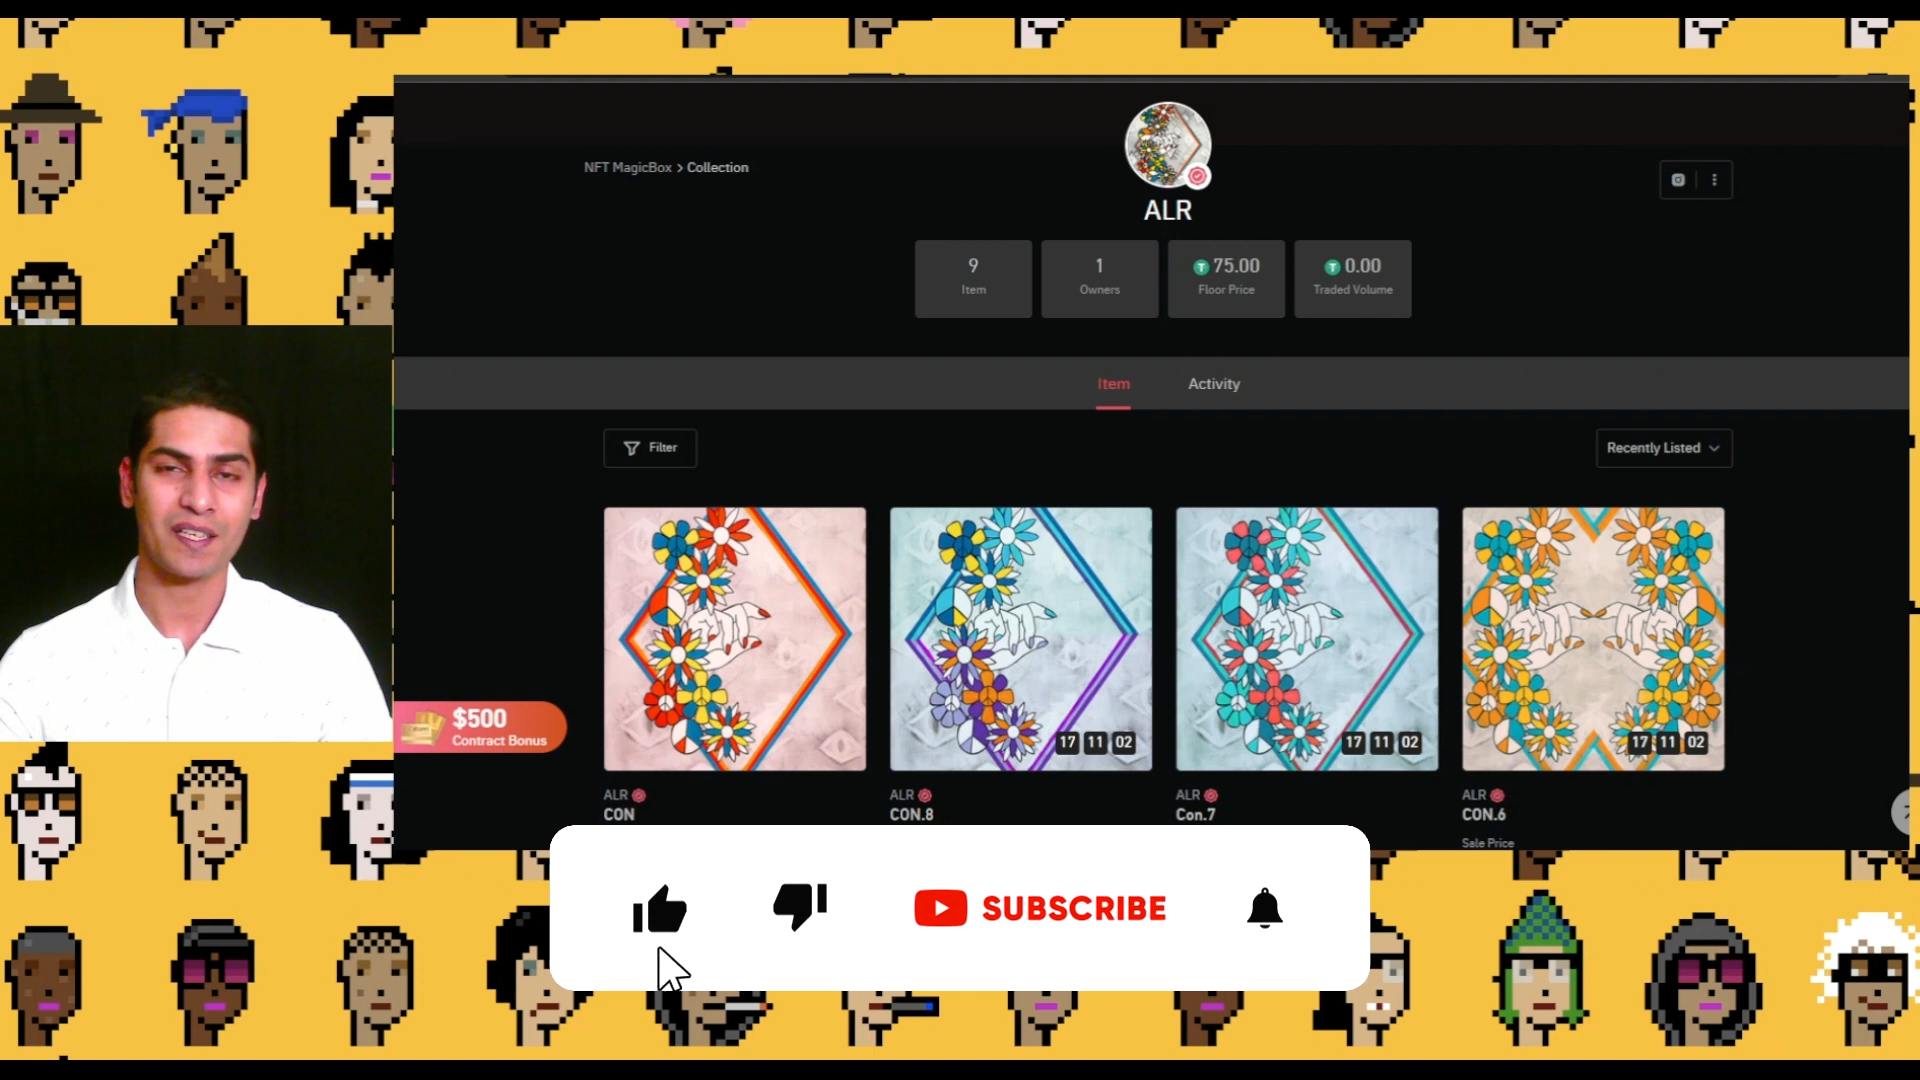 NFT MagicBox > Collection
ALR
9
Item
1
Owners
75.00
Floor Price
0.00
Traded Volume
Item
Activity
Filter
Recently Listed
17 11 02
17 11 02
17 11 02
$500
Contract Bonus
ALR
CON
ALR
CON.8
ALR
Con.7
ALR
CON.6
Sale Price
SUBSCRIBE